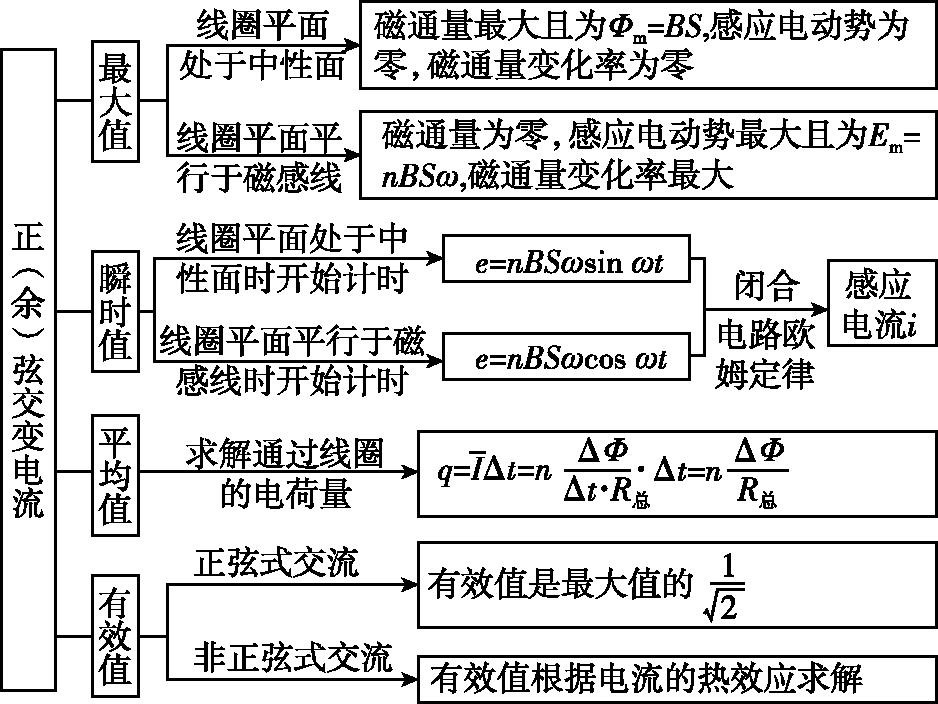 正（余）弦交变电流
最大值
线圈平面
处于中性面
磁通量最大且为Φm=BS,感应电动势为
零，磁通量变化率为零
线圈平面平
行于磁感线
磁通量为零，感应电动势最大且为Em=
nBSω,磁通量变化率最大
瞬时值
线圈平面处于中
性面时开始计时
e=nBSωsin ωt
线圈平面平行于磁
感线时开始计时
e=nBSωcos ωt
闭合
电路欧
姆定律
感应
电流i
平均值
求解通过线圈
的电荷量
q=I̅Δt=n ΔΦ/(Δt·R总)·Δt=n ΔΦ/R总
有效值
正弦式交流
有效值是最大值的 1/√2
非正弦式交流
有效值根据电流的热效应求解